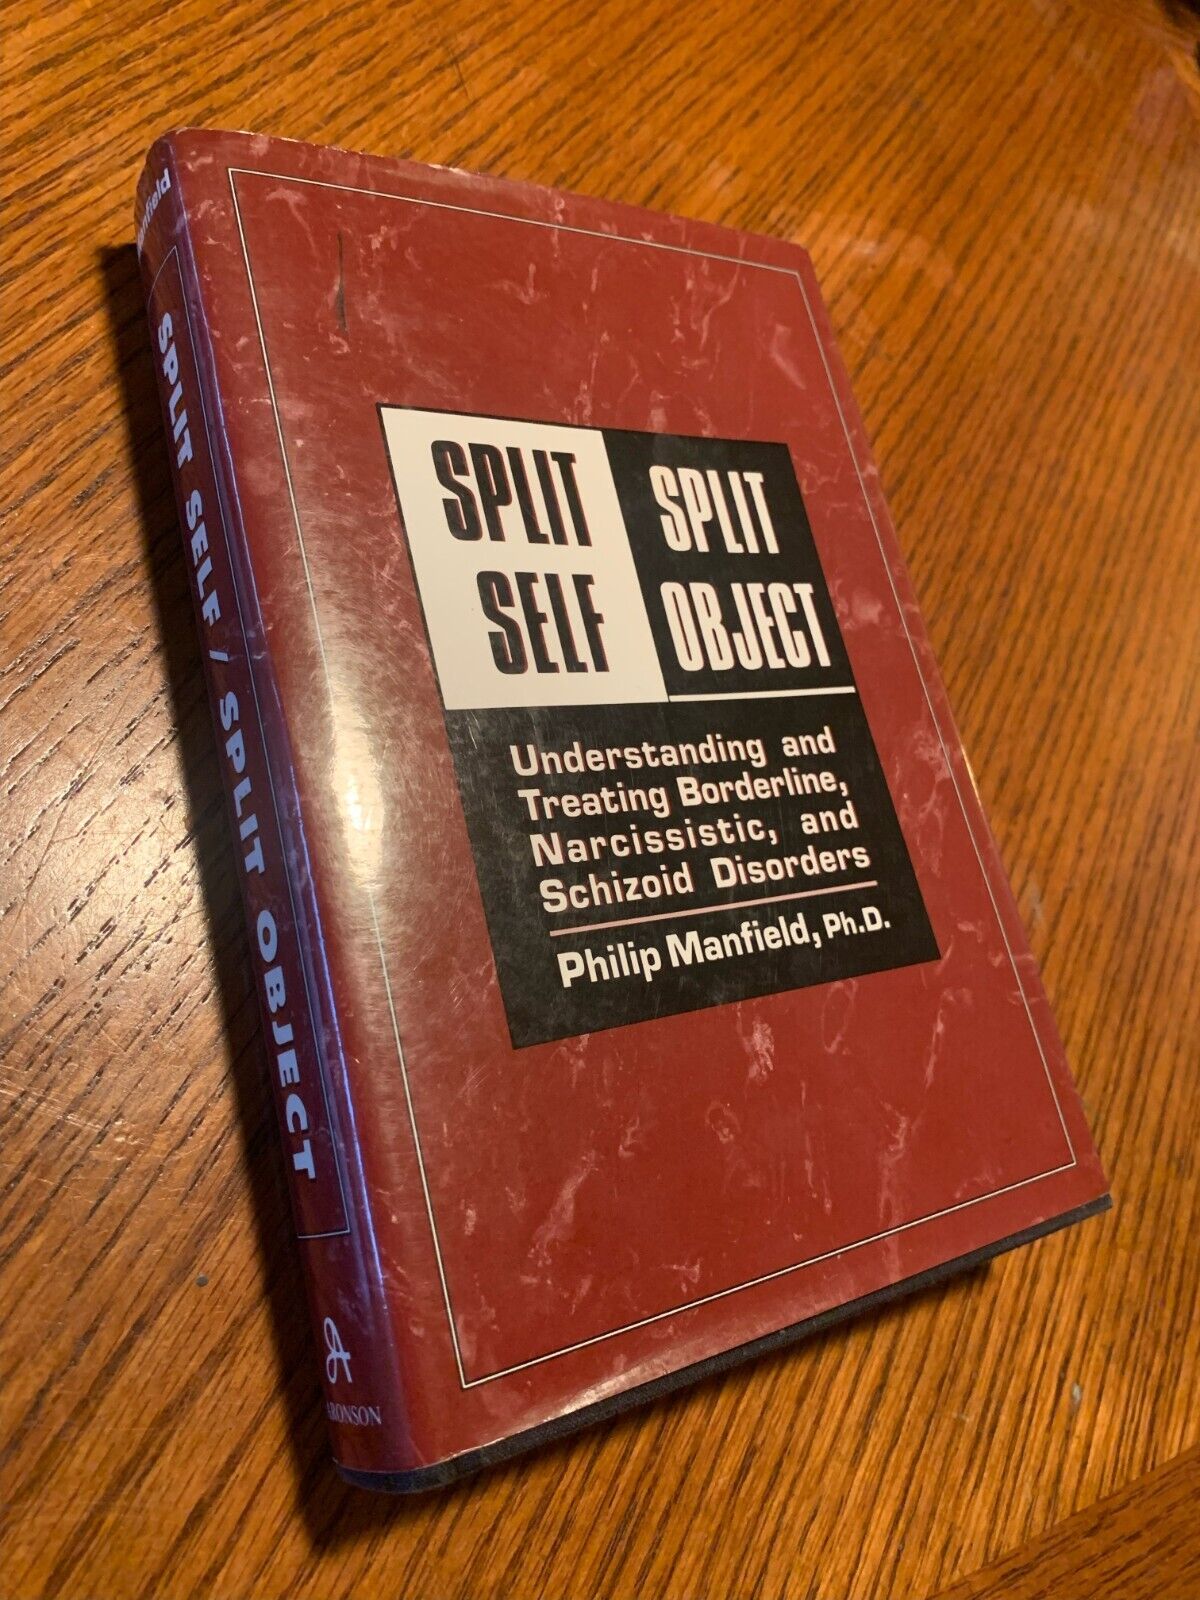 SPLIT SELF / SPLIT OBJECT
SPLIT
SELF
SPLIT
OBJECT
Understanding and
Treating Borderline,
Narcissistic, and
Schizoid Disorders
Philip Manfield, Ph.D.